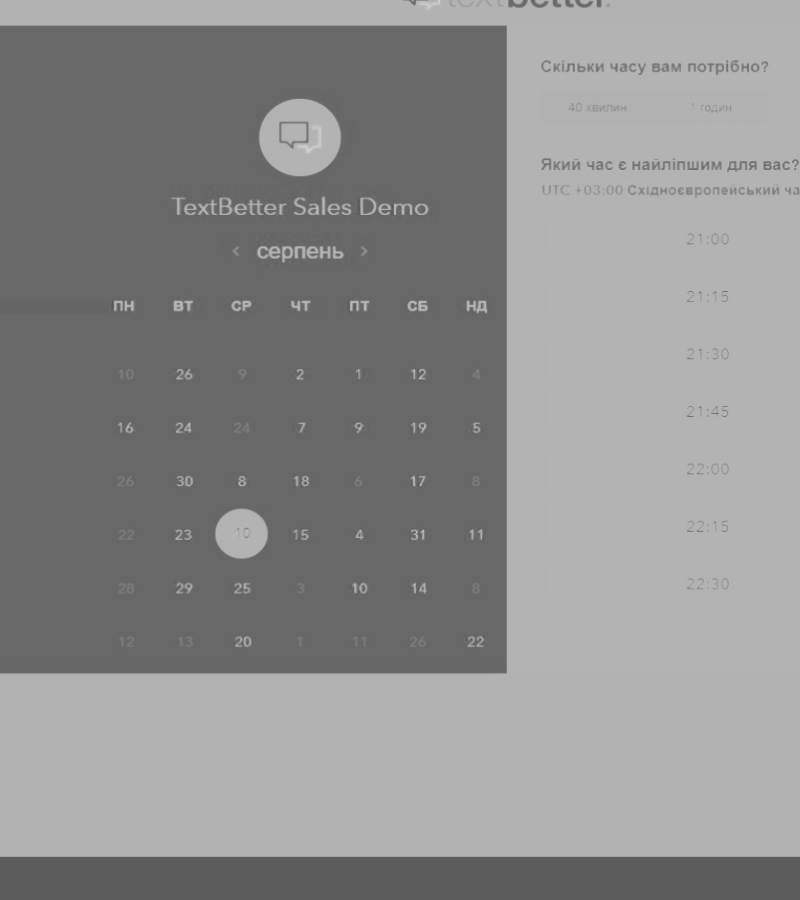 textbetter.
TextBetter Sales Demo
‹ серпень ›
ПН ВТ СР ЧТ ПТ СБ НД
10 26 9 2 1 12 4
16 24 24 7 9 19 5
26 30 8 18 6 17 8
22 23 10 15 4 31 11
28 29 25 3 10 14 8
12 13 20 1 11 26 22
Скільки часу вам потрібно?
40 хвилин 1 годин
Який час є найліпшим для вас?
UTC +03:00 Східноєвропейський ча
21:00
21:15
21:30
21:45
22:00
22:15
22:30